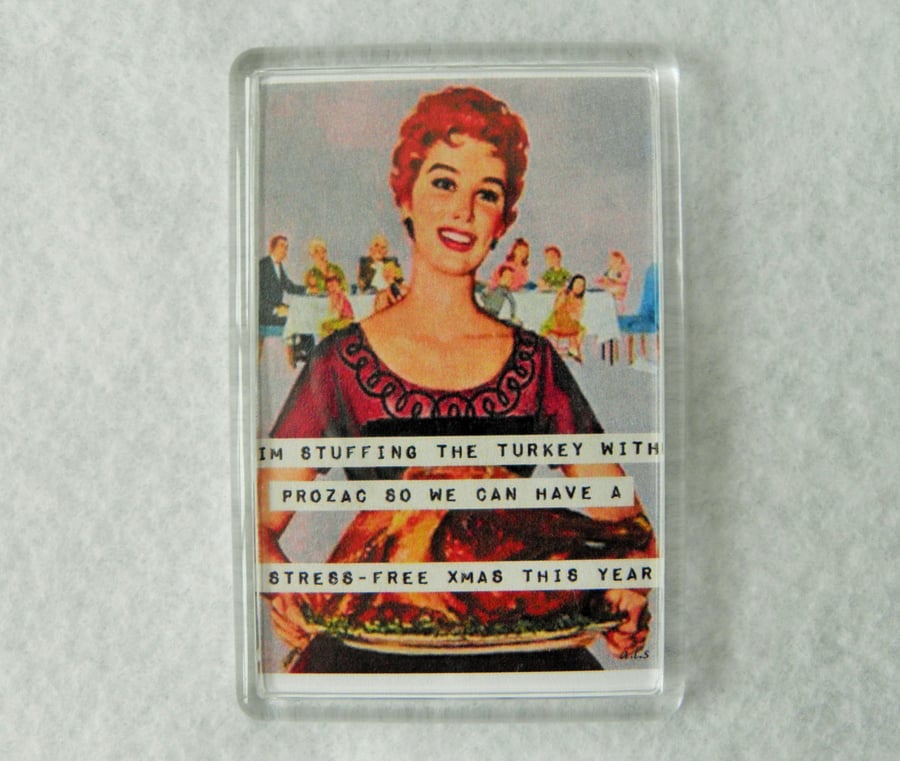 IM STUFFING THE TURKEY WITH
PROZAC SO WE CAN HAVE A
STRESS-FREE XMAS THIS YEAR
a.l.s